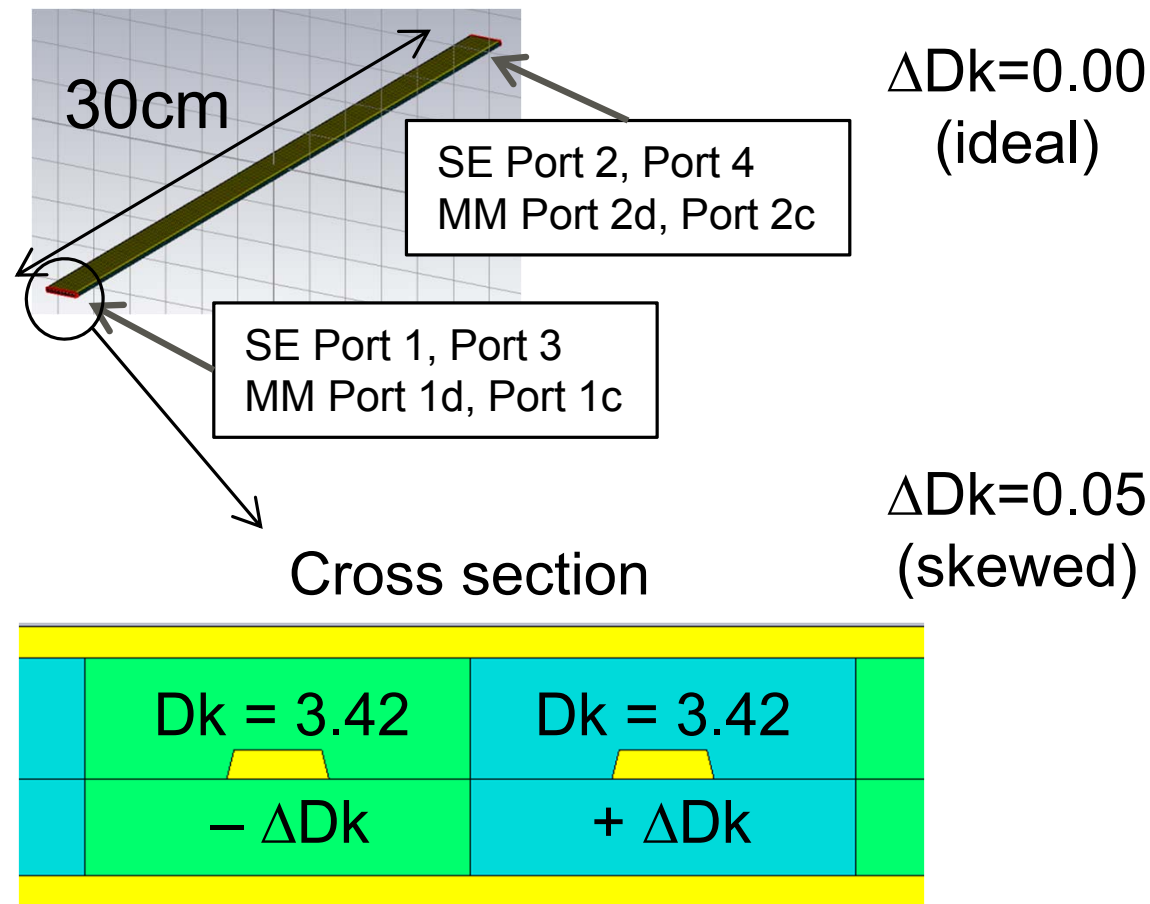 30cm
SE Port 2, Port 4
MM Port 2d, Port 2c
ΔDk=0.00
(ideal)
SE Port 1, Port 3
MM Port 1d, Port 1c
ΔDk=0.05
(skewed)
Cross section
Dk = 3.42
– ΔDk
Dk = 3.42
+ ΔDk